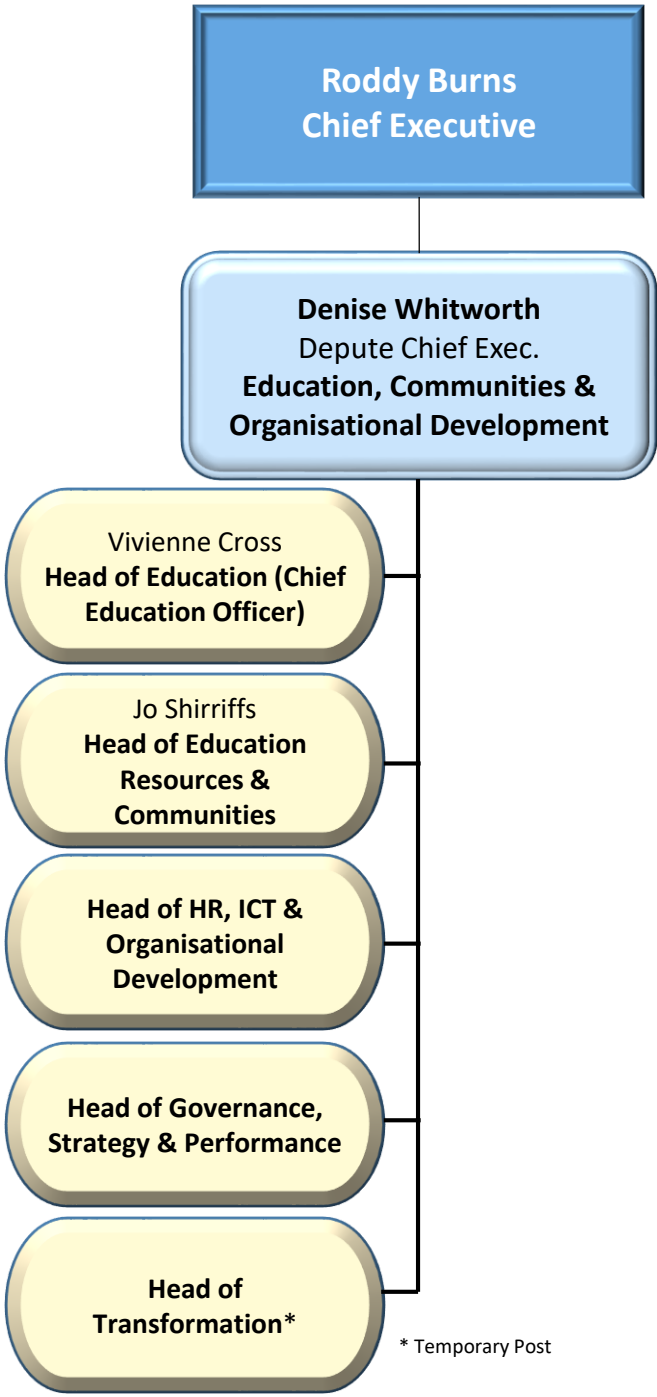 Roddy Burns
Chief Executive
Denise Whitworth
Depute Chief Exec.
Education, Communities &
Organisational Development
Vivienne Cross
Head of Education (Chief
Education Officer)
Jo Shirriffs
Head of Education
Resources &
Communities
Head of HR, ICT &
Organisational
Development
Head of Governance,
Strategy & Performance
Head of
Transformation*
* Temporary Post